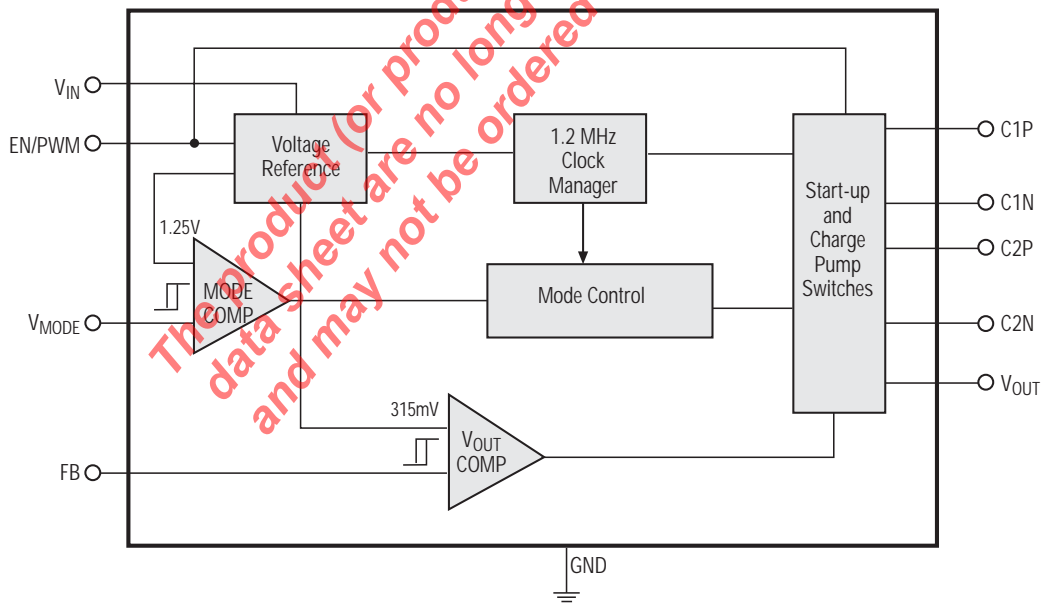 VIN
EN/PWM
VMODE
FB
Voltage
Reference
1.25V
MODE
COMP
1.2 MHz
Clock
Manager
Mode Control
315mV
VOUT
COMP
Start-up
and
Charge
Pump
Switches
C1P
C1N
C2P
C2N
VOUT
GND
The product (or produ
data sheet are no long
and may not be ordered